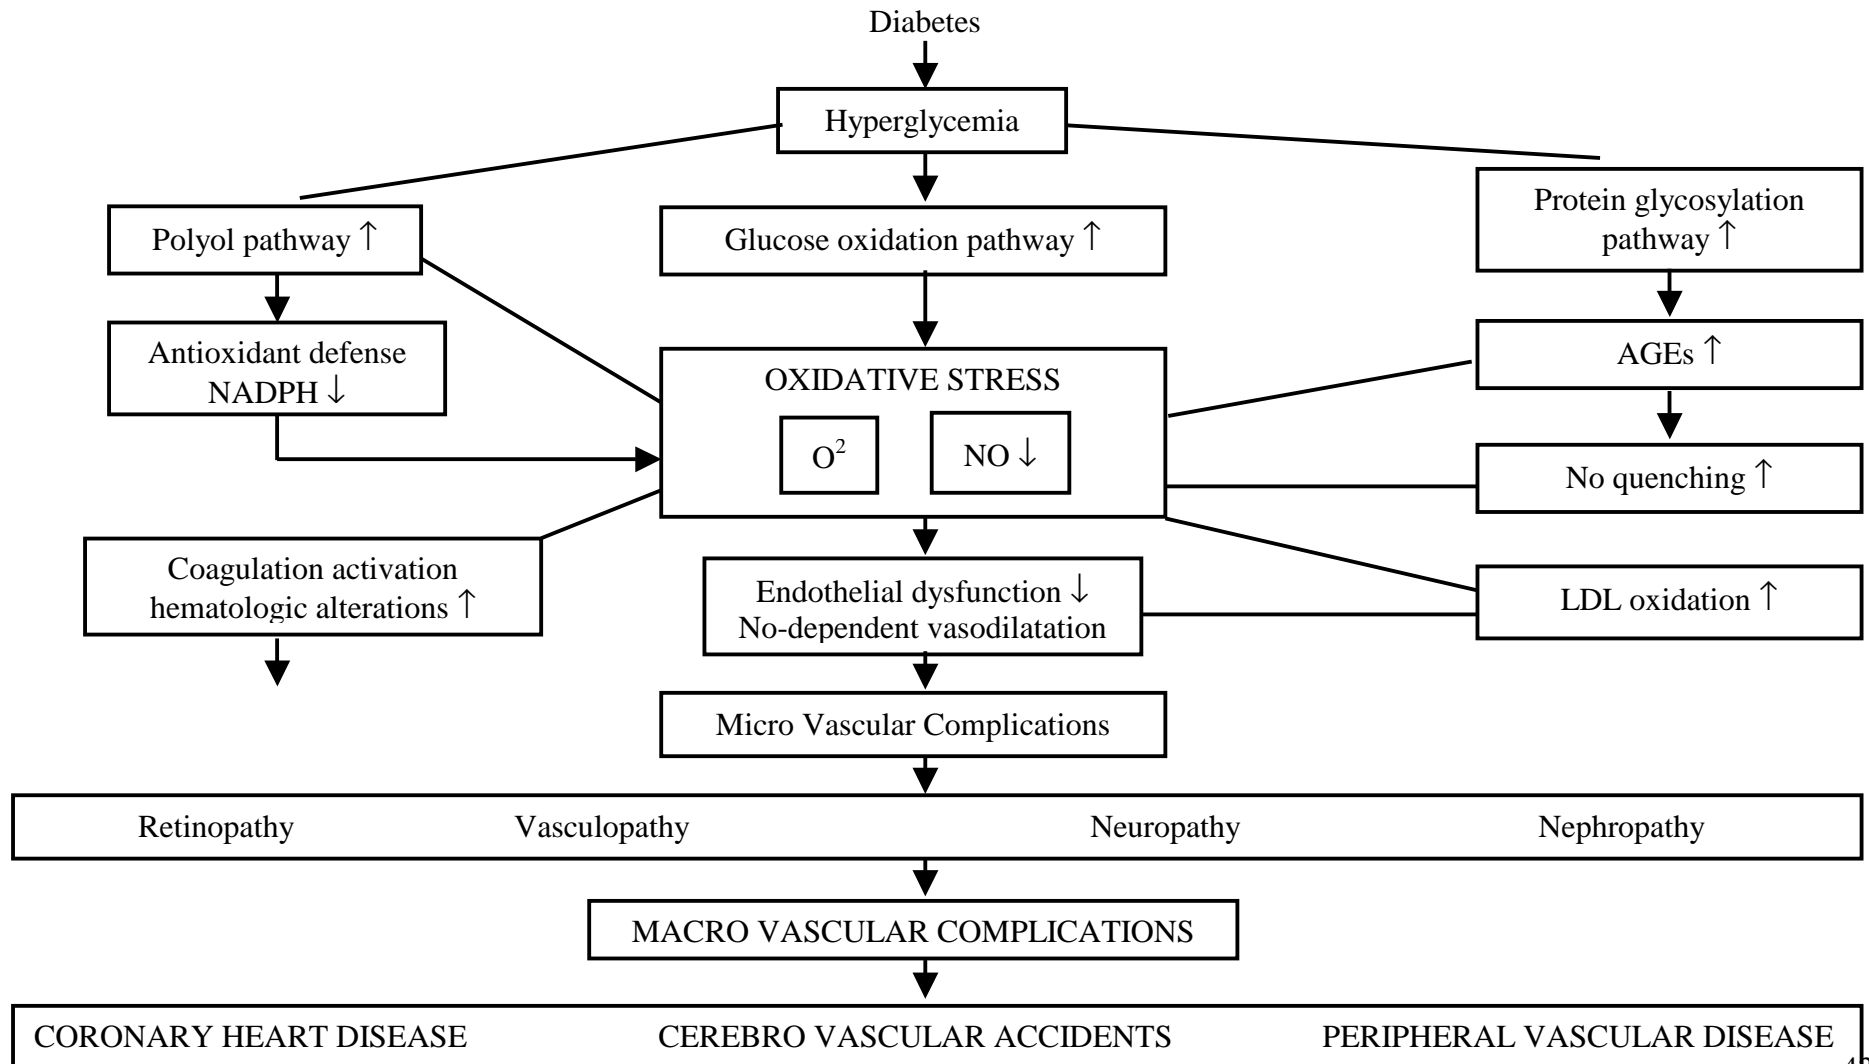 Diabetes
Hyperglycemia
Polyol pathway ↑
Glucose oxidation pathway ↑
Protein glycosylation
pathway ↑
Antioxidant defense
NADPH ↓
OXIDATIVE STRESS
O²
NO ↓
AGEs ↑
No quenching ↑
Coagulation activation
hematologic alterations ↑
Endothelial dysfunction ↓
No-dependent vasodilatation
LDL oxidation ↑
Micro Vascular Complications
Retinopathy Vasculopathy Neuropathy Nephropathy
MACRO VASCULAR COMPLICATIONS
CORONARY HEART DISEASE CEREBRO VASCULAR ACCIDENTS PERIPHERAL VASCULAR DISEASE